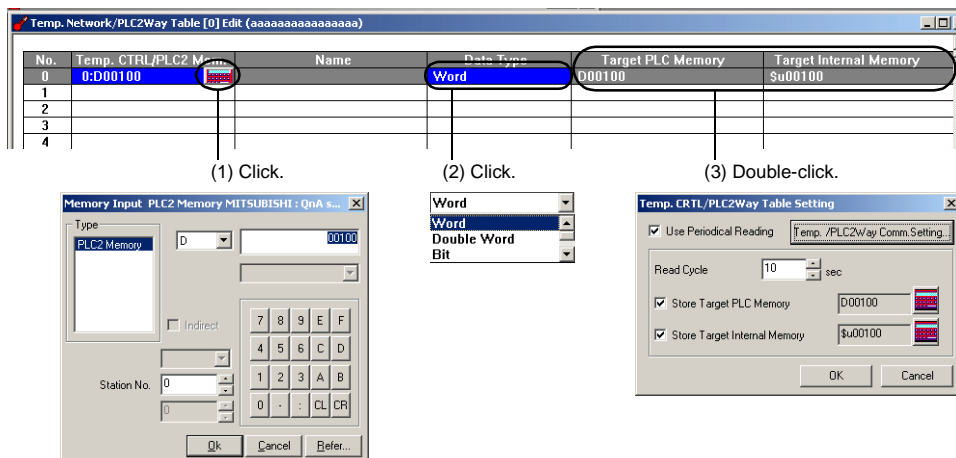 Temp. Network/PLC2Way Table [0] Edit (aaaaaaaaaaaaaaaa)
No. Temp. CTRL/PLC2 Mem. Name Data Type Target PLC Memory Target Internal Memory
0 0:D00100 Word D00100 $u00100
1
2
3
4
(1) Click. (2) Click. (3) Double-click.
Memory Input PLC2 Memory MITSUBISHI : QnA s...
Type
PLC2 Memory
D 00100
Indirect
Station No. 0
0
7 8 9 E F
4 5 6 C D
1 2 3 A B
0 - : CL CR
Ok Cancel Refer...
Word
Word
Double Word
Bit
Temp. CRTL/PLC2Way Table Setting
Use Periodical Reading Temp. /PLC2Way Comm.Setting...
Read Cycle 10 sec
Store Target PLC Memory D00100
Store Target Internal Memory $u00100
OK Cancel